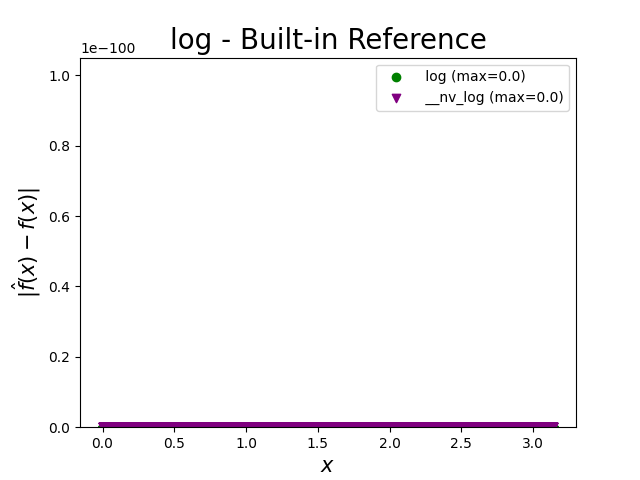 log - Built-in Reference
1e−100
log (max=0.0)
__nv_log (max=0.0)
1.0
0.8
0.6
0.4
0.2
0.0
|f̂(x) − f(x)|
0.0 0.5 1.0 1.5 2.0 2.5 3.0
x